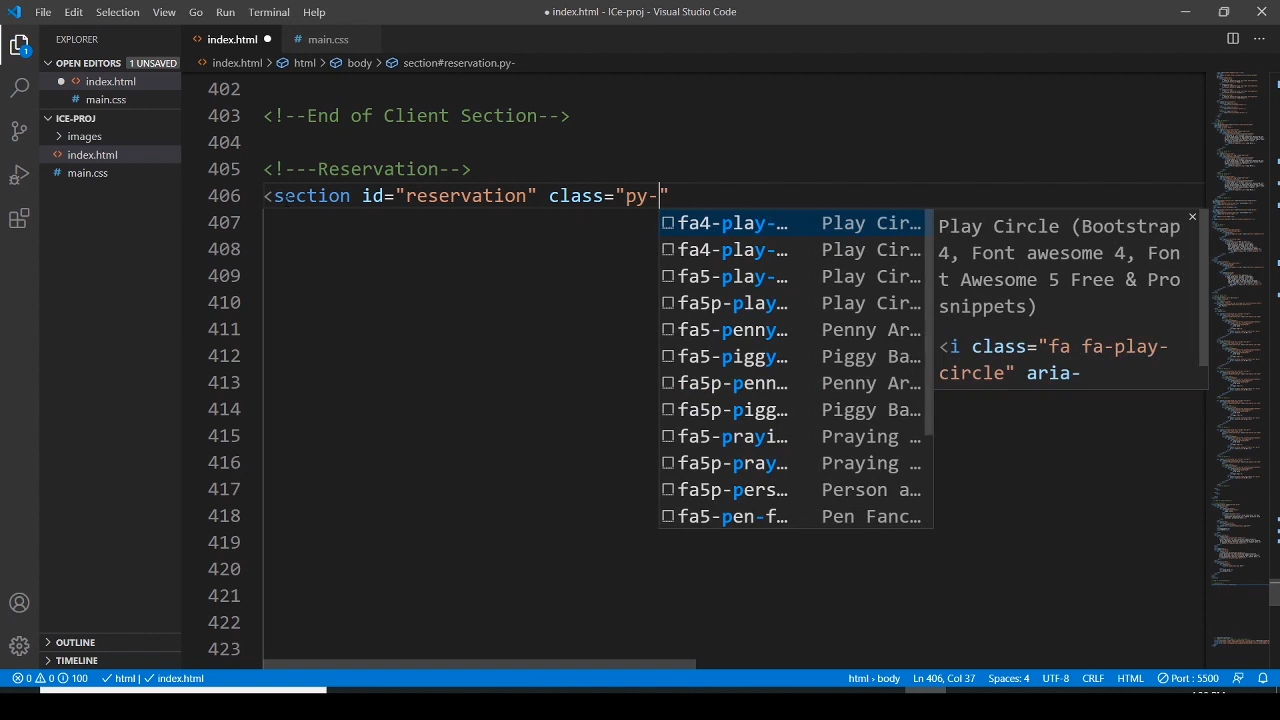 File Edit Selection View Go Run Terminal Help
● index.html - ICe-proj - Visual Studio Code
EXPLORER
index.html
main.css
OPEN EDITORS 1 UNSAVED
index.html > html > body > section#reservation.py-
index.html
main.css
ICE-PROJ
images
index.html
main.css
1
402
403 <!--End of Client Section-->
404
405 <!---Reservation-->
406 <section id="reservation" class="py-"
407
408
409
410
411
412
413
414
415
416
417
418
419
420
421
422
423
fa4-play-… Play Cir…
fa4-play-… Play Cir…
fa5-play-… Play Cir…
fa5p-play… Play Cir…
fa5-penny… Penny Ar…
fa5-piggy… Piggy Ba…
fa5p-penn… Penny Ar…
fa5p-pigg… Piggy Ba…
fa5-prayi… Praying …
fa5p-pray… Praying …
fa5p-pers… Person a…
fa5-pen-f… Pen Fanc…
Play Circle (Bootstrap
4, Font awesome 4, Fon
t Awesome 5 Free & Pro
snippets)
<i class="fa fa-play-
circle" aria-
OUTLINE
TIMELINE
0 0 100 html | index.html html › body Ln 406, Col 37 Spaces: 4 UTF-8 CRLF HTML Port : 5500